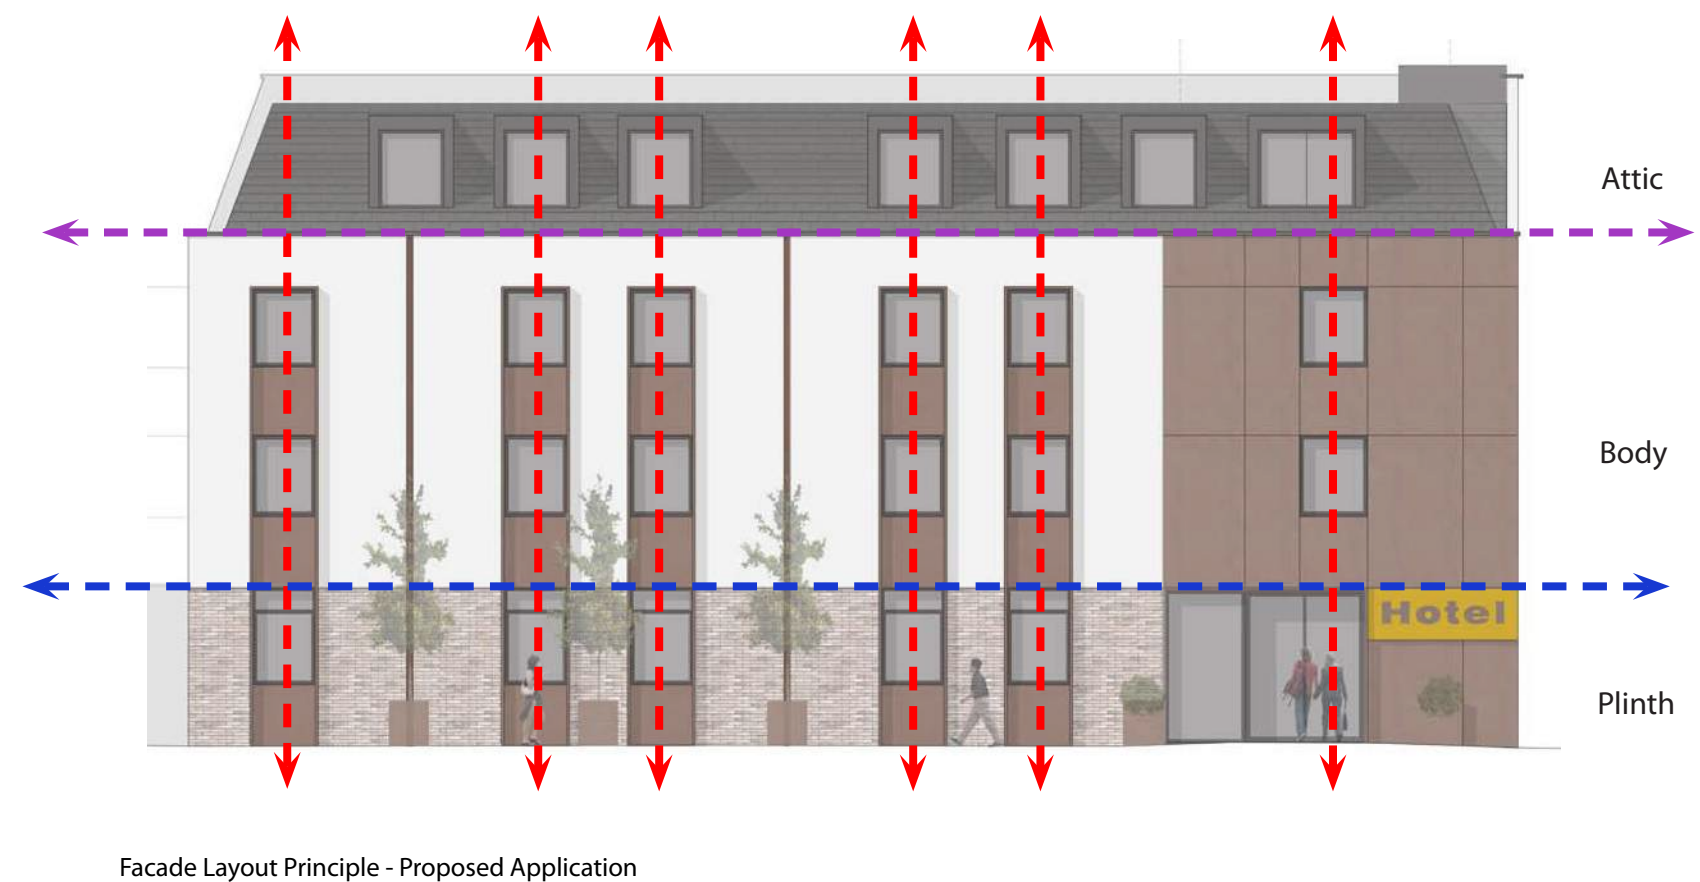 Attic
Body
Hotel
Plinth
Facade Layout Principle - Proposed Application